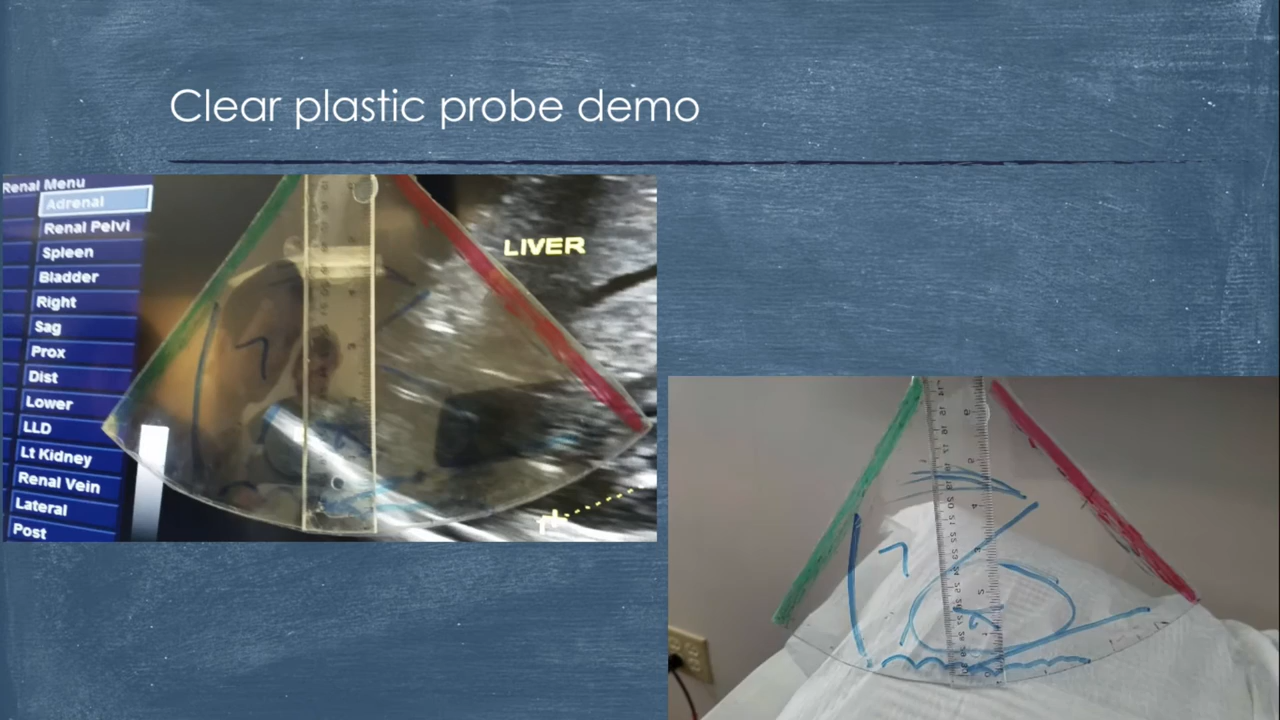 Clear plastic probe demo
Renal Menu
Adrenal
Renal Pelvi
Spleen
Bladder
Right
Sag
Prox
Dist
Lower
LLD
Lt Kidney
Renal Vein
Lateral
Post
LIVER